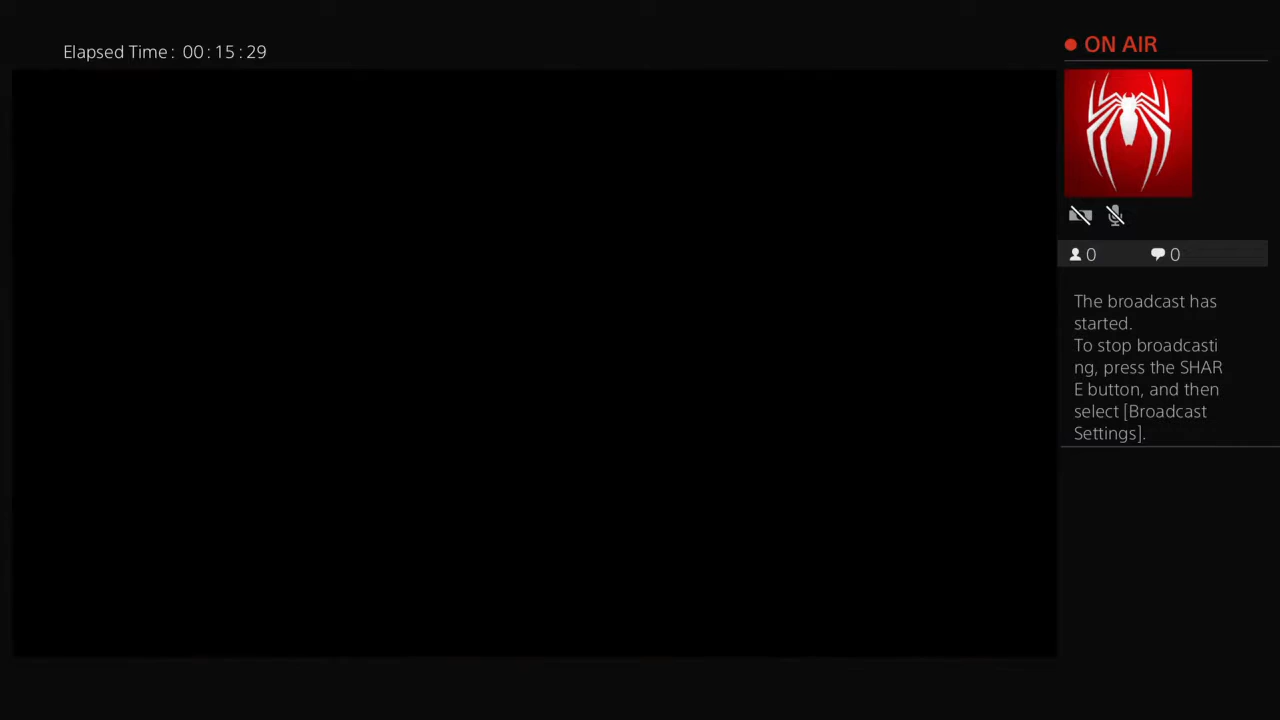 Elapsed Time: 00:15:29
ON AIR
0
0
The broadcast has
started.
To stop broadcasti
ng, press the SHAR
E button, and then
select [Broadcast
Settings].